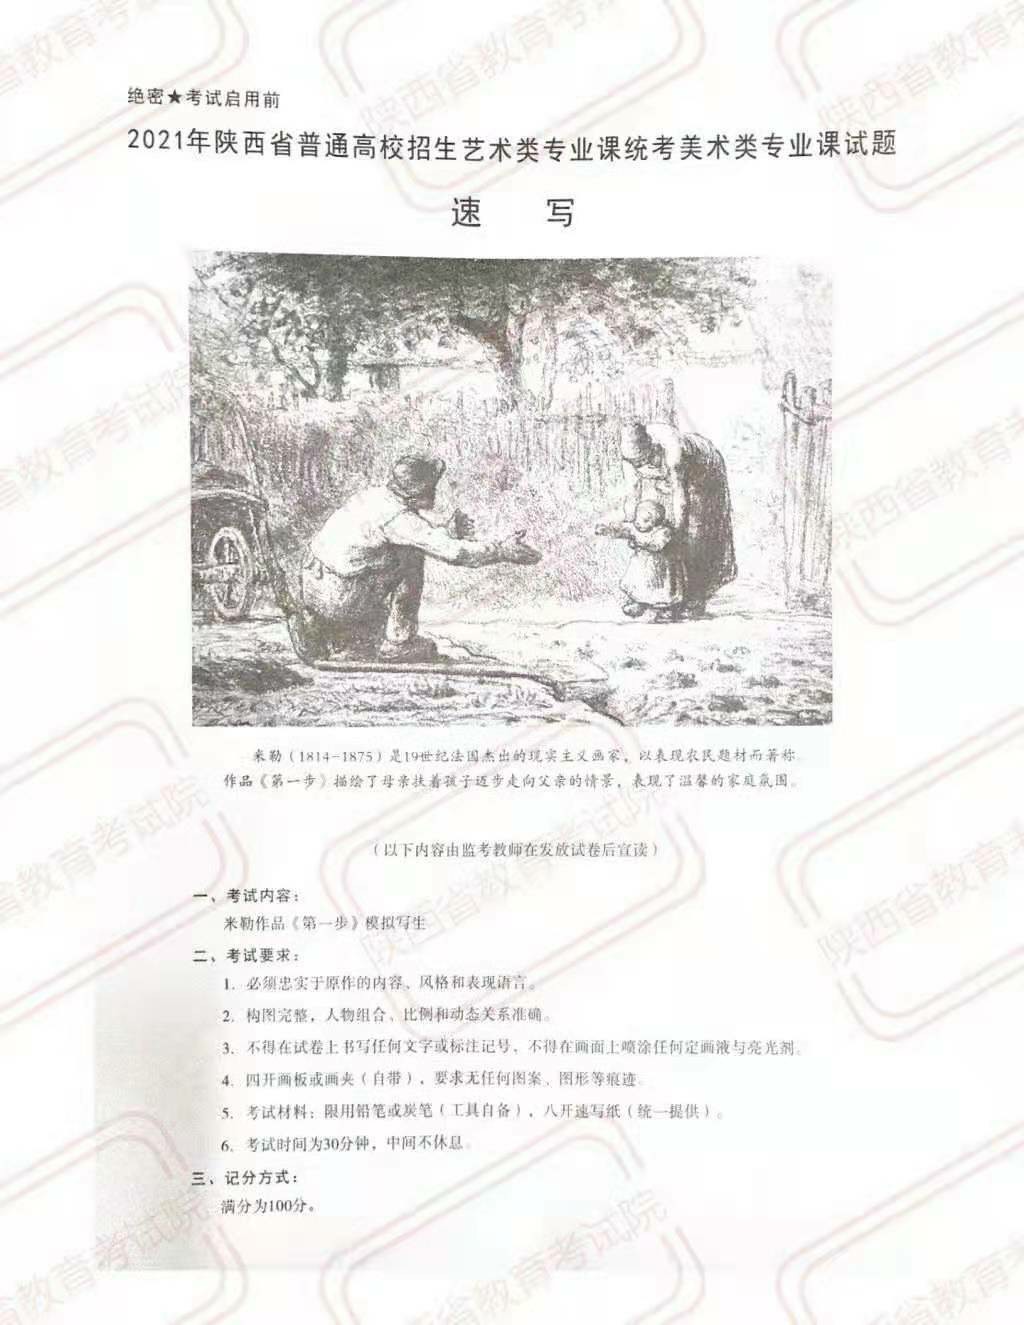 绝密★考试启用前
2021年陕西省普通高校招生艺术类专业课统考美术类专业课试题
速 写
米勒（1814-1875）是19世纪法国杰出的现实主义画家，以表现农民题材而著称。
作品《第一步》描绘了母亲扶着孩子迈步走向父亲的情景，表现了温馨的家庭氛围。
（以下内容由监考教师在发放试卷后宣读）
一、考试内容：
米勒作品《第一步》模拟写生
二、考试要求：
1. 必须忠实于原作的内容、风格和表现语言。
2. 构图完整，人物组合、比例和动态关系准确。
3. 不得在试卷上书写任何文字或标注记号，不得在画面上喷涂任何定画液与亮光剂。
4. 四开画板或画夹（自带），要求无任何图案、图形等痕迹。
5. 考试材料：限用铅笔或炭笔（工具自备），八开速写纸（统一提供）。
6. 考试时间为30分钟，中间不休息。
三、记分方式：
满分为100分。
陕西省教育考试院